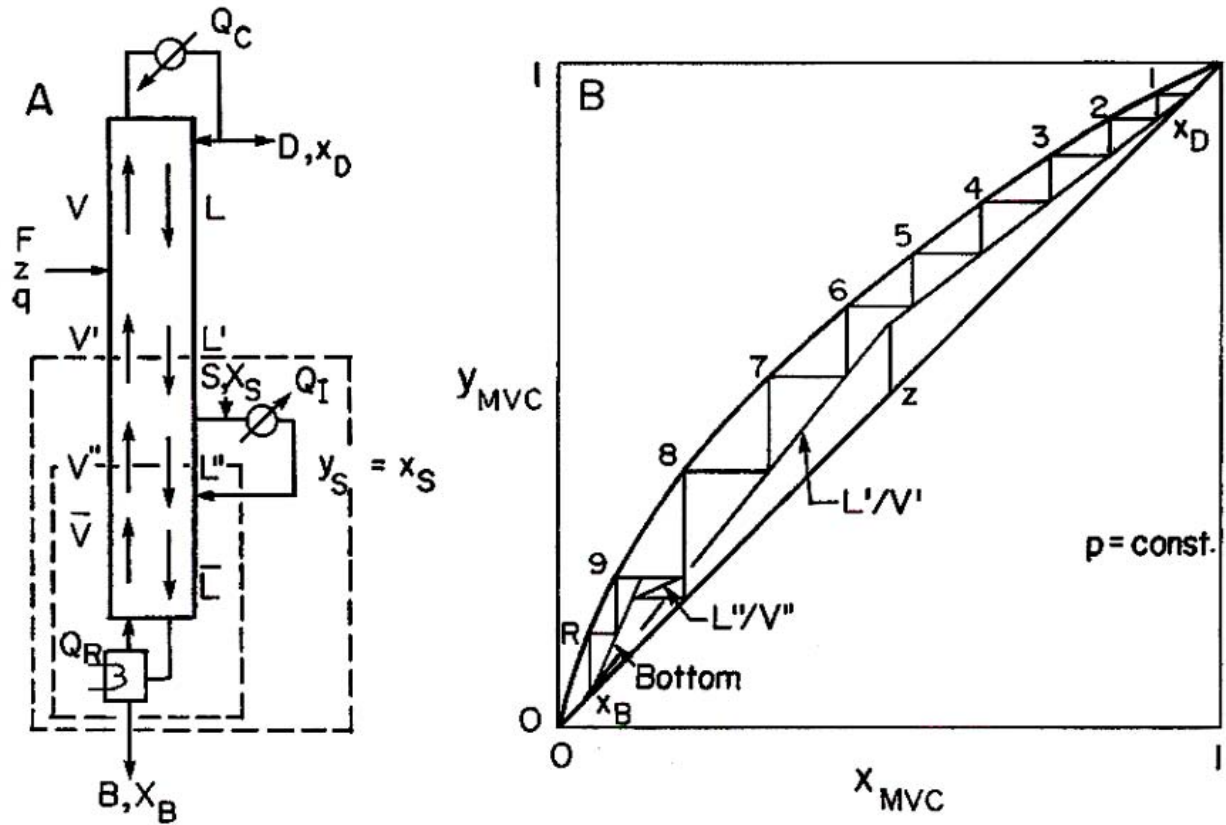 A
Q_C
D, x_D
V
L
F
z
q
V'
L'
S, X_S
Q_I
V''
L''
y_S = x_S
V̅
L̅
Q_R
B, X_B
B
1
y_MVC
0
0
x_MVC
1
1
2
3
4
5
6
7
8
9
R
x_D
z
L'/V'
L''/V''
Bottom
x_B
p = const.